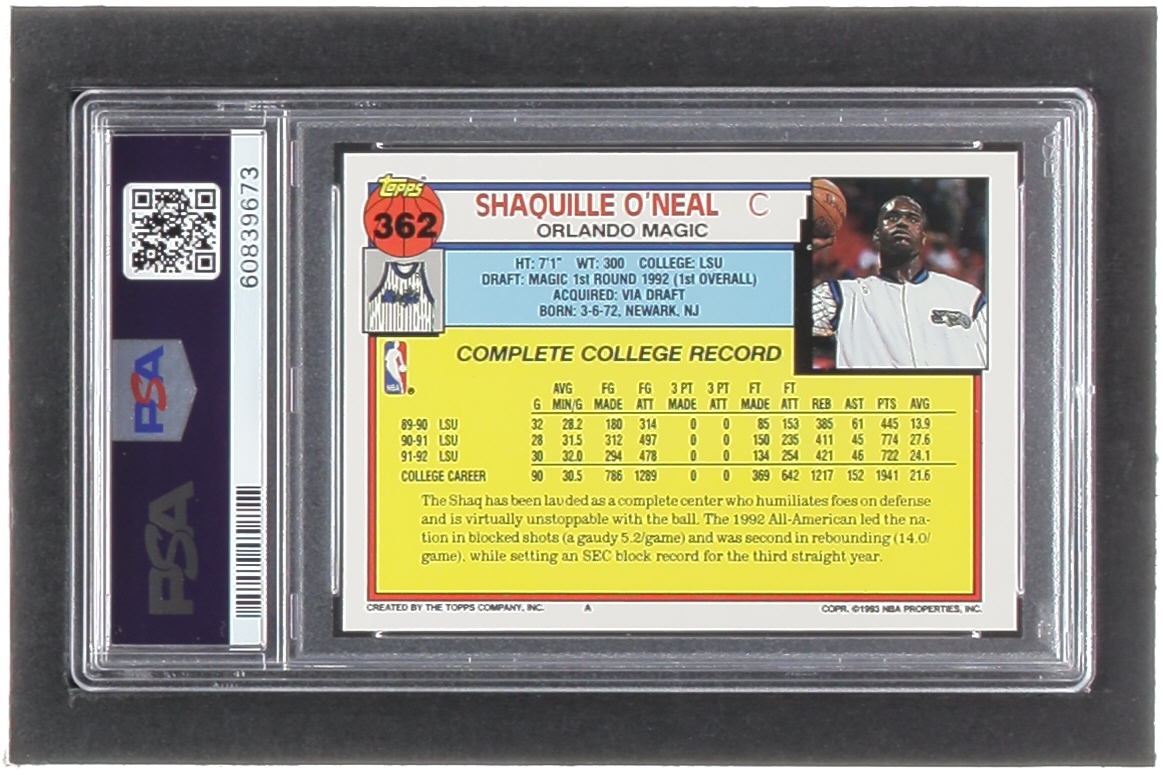 60839673
PSA
PSA
Topps
362
SHAQUILLE O'NEAL C
ORLANDO MAGIC
HT: 7'1" WT: 300 COLLEGE: LSU
DRAFT: MAGIC 1st ROUND 1992 (1st OVERALL)
ACQUIRED: VIA DRAFT
BORN: 3-6-72, NEWARK, NJ
NBA
COMPLETE COLLEGE RECORD
AVG FG FG 3 PT 3 PT FT FT
G MIN/G MADE ATT MADE ATT MADE ATT REB AST PTS AVG
89-90 LSU 32 28.2 180 314 0 0 85 153 385 61 445 13.9
90-91 LSU 28 31.5 312 497 0 0 150 235 411 45 774 27.6
91-92 LSU 30 32.0 294 478 0 0 134 254 421 46 722 24.1
COLLEGE CAREER 90 30.5 786 1289 0 0 369 642 1217 152 1941 21.6
The Shaq has been lauded as a complete center who humiliates foes on defense
and is virtually unstoppable with the ball. The 1992 All-American led the na-
tion in blocked shots (a gaudy 5.2/game) and was second in rebounding (14.0/
game), while setting an SEC block record for the third straight year.
CREATED BY THE TOPPS COMPANY, INC. A COPR. ©1993 NBA PROPERTIES, INC.